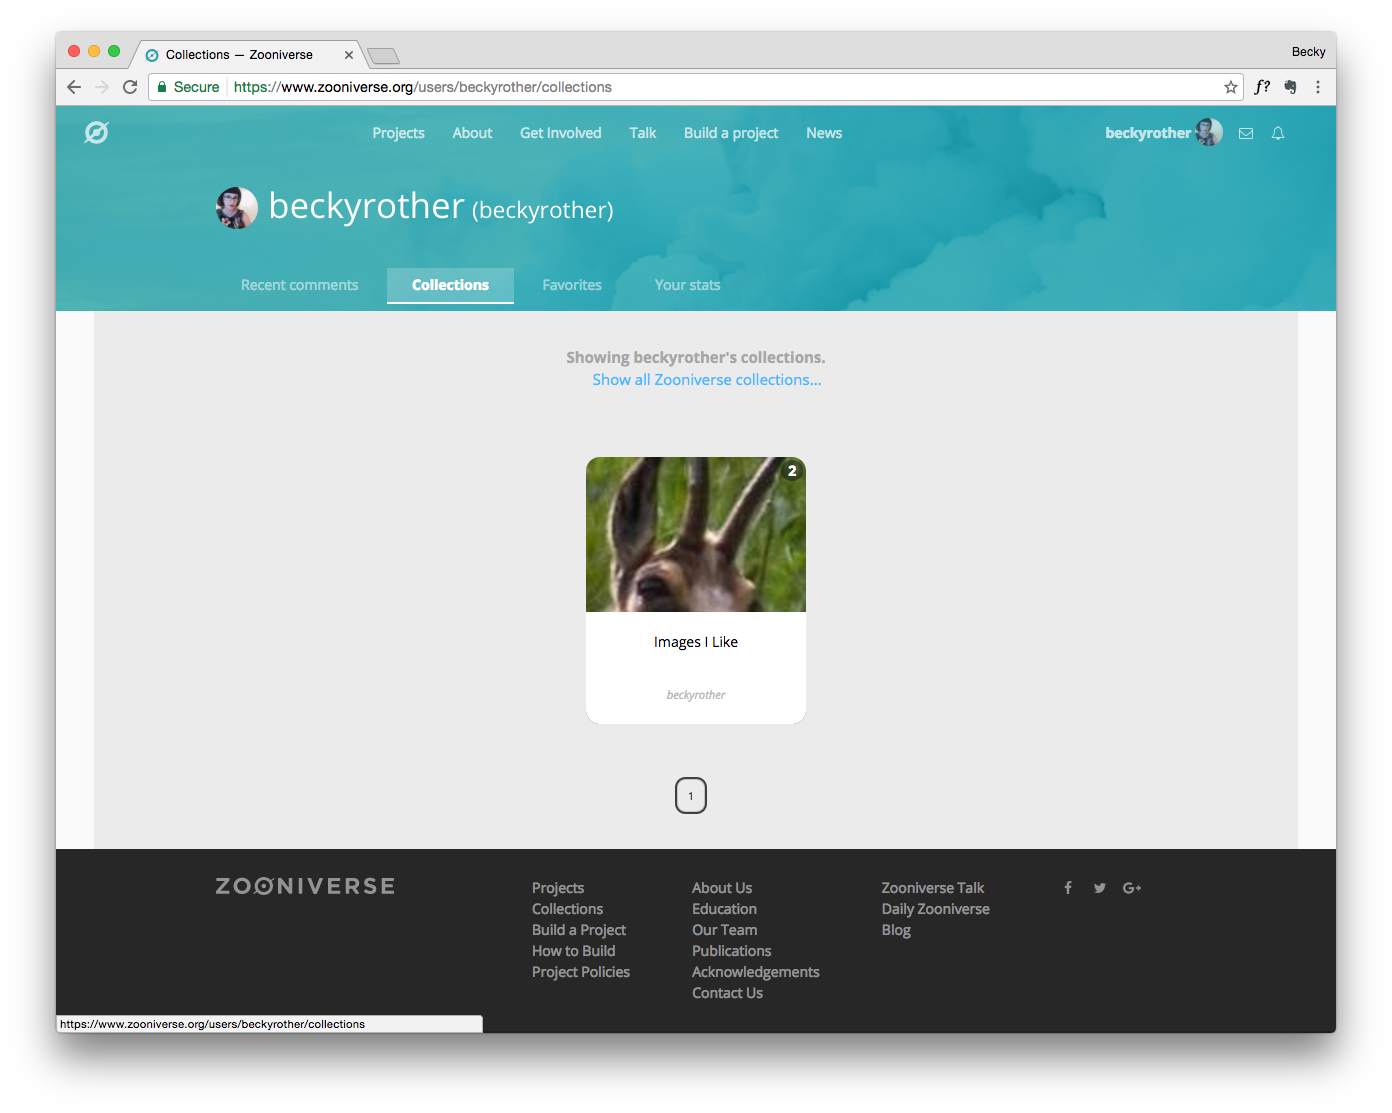 Collections — Zooniverse
Becky
Secure https://www.zooniverse.org/users/beckyrother/collections
f?
Projects About Get Involved Talk Build a project News beckyrother
beckyrother (beckyrother)
Recent comments Collections Favorites Your stats
Showing beckyrother's collections.
Show all Zooniverse collections...
2
Images I Like
beckyrother
1
ZOONIVERSE
Projects
Collections
Build a Project
How to Build
Project Policies
About Us
Education
Our Team
Publications
Acknowledgements
Contact Us
Zooniverse Talk
Daily Zooniverse
Blog
G+
https://www.zooniverse.org/users/beckyrother/collections